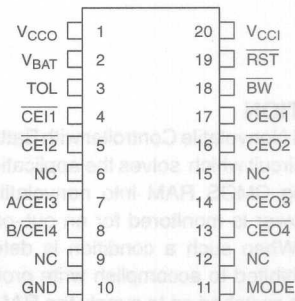 VCCO 1 20 VCCI
VBAT 2 19 RST
TOL 3 18 BW
CEI1 4 17 CEO1
CEI2 5 16 CEO2
NC 6 15 NC
A/CEI3 7 14 CEO3
B/CEI4 8 13 CEO4
NC 9 12 NC
GND 10 11 MODE